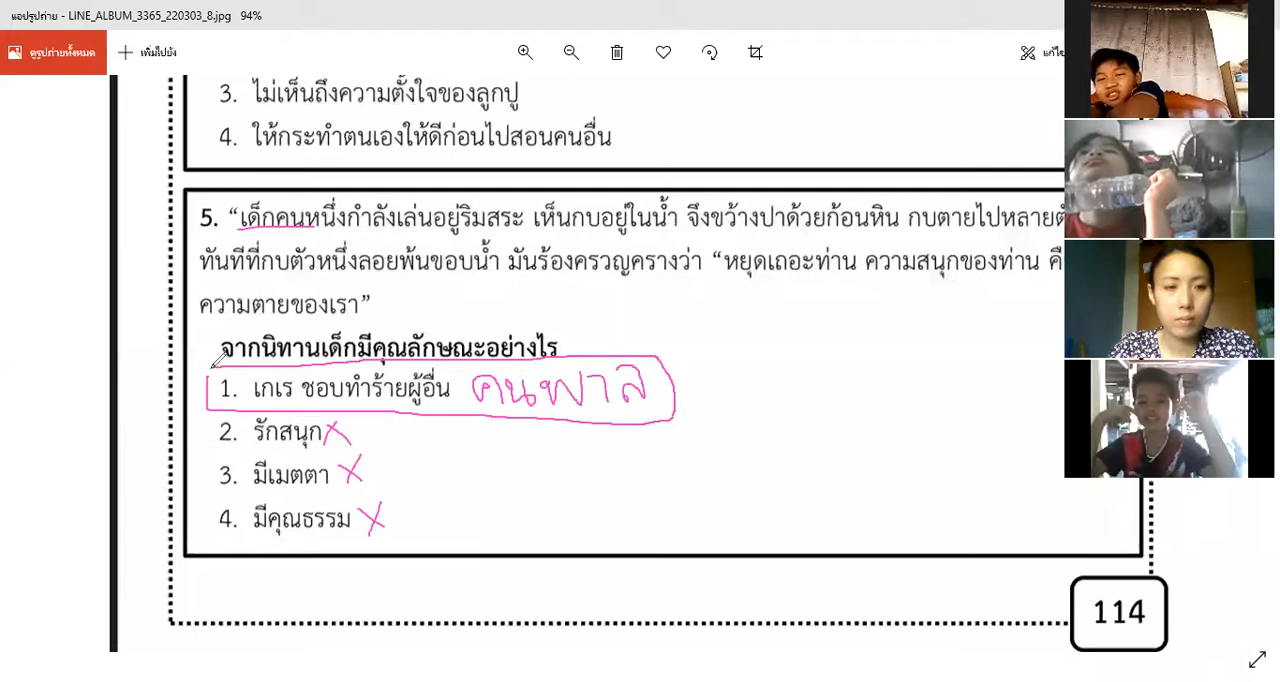 แอปรูปถ่าย - LINE_ALBUM_3365_220303_8.jpg 94%
ดูรูปถ่ายทั้งหมด เพิ่มไปยัง
3. ไม่เห็นถึงความตั้งใจของลูกปู
4. ให้กระทำตนเองให้ดีก่อนไปสอนคนอื่น
5. “เด็กคนหนึ่งกำลังเล่นอยู่ริมสระ เห็นกบอยู่ในน้ำ จึงขว้างปาด้วยก้อนหิน กบตายไปหลาย
ทันทีที่กบตัวหนึ่งลอยพ้นขอบน้ำ มันร้องครวญครางว่า “หยุดเถอะท่าน ความสนุกของท่าน
ความตายของเรา”
จากนิทานเด็กมีคุณลักษณะอย่างไร
1. เกเร ชอบทำร้ายผู้อื่น คนพาล
2. รักสนุก
3. มีเมตตา
4. มีคุณธรรม
114